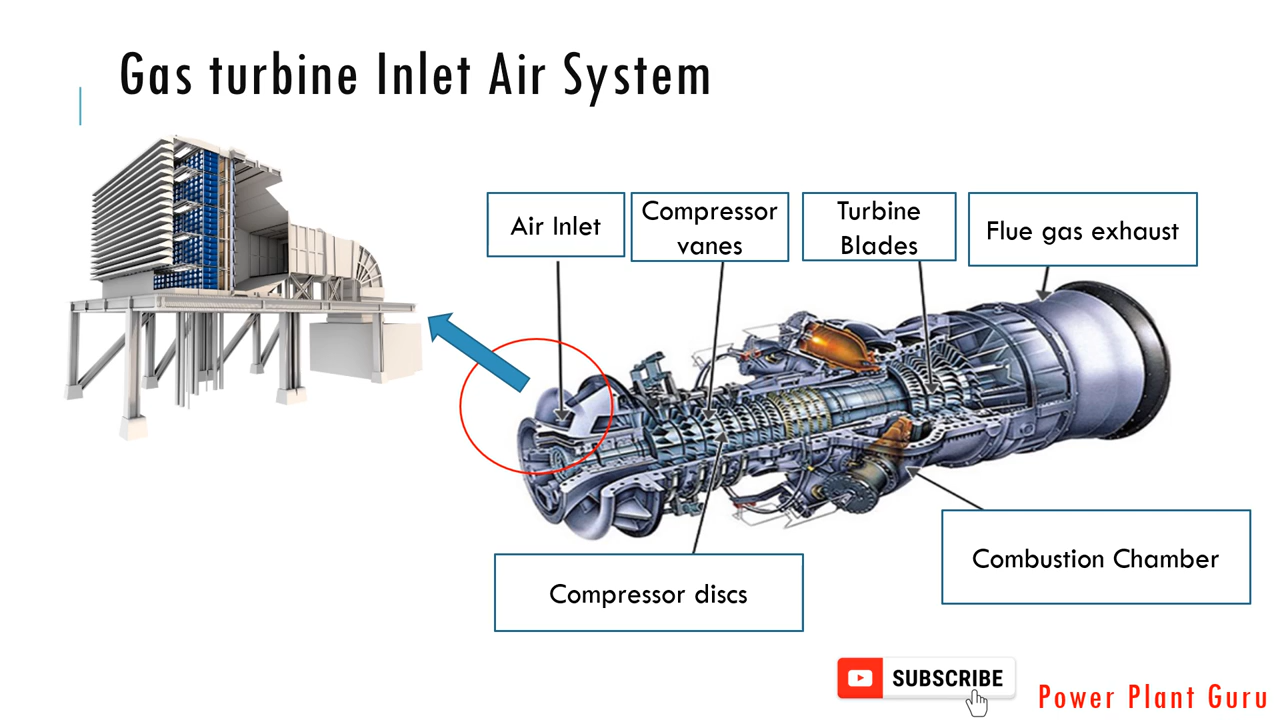 Gas turbine Inlet Air System
Air Inlet
Compressor
vanes
Turbine
Blades
Flue gas exhaust
Compressor discs
Combustion Chamber
SUBSCRIBE
Power Plant Guru